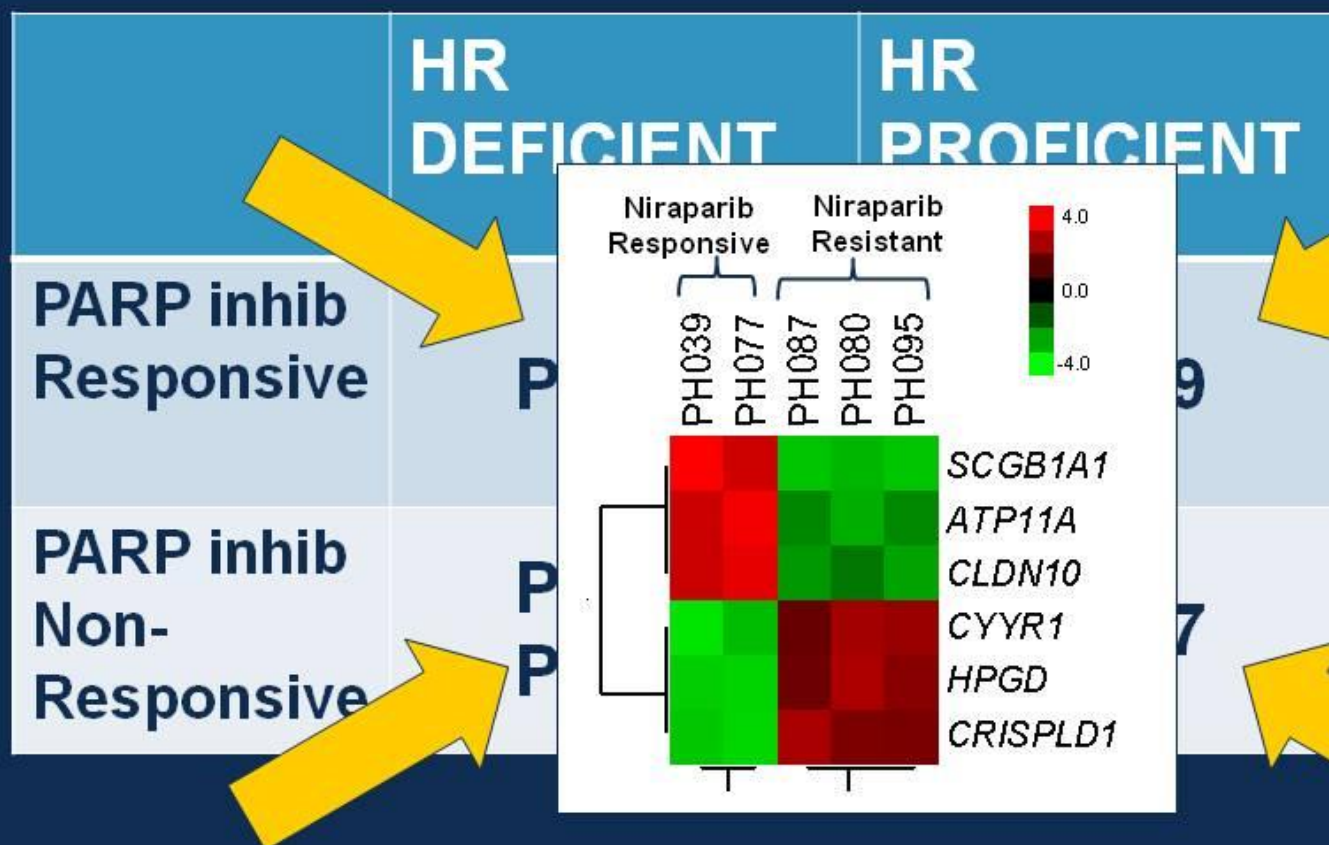 HR
DEFICIENT
HR
PROFICIENT
PARP inhib
Responsive
P
9
PARP inhib
Non-
Responsive
P
P
7
Niraparib
Responsive
Niraparib
Resistant
4.0
0.0
-4.0
PH039
PH077
PH087
PH080
PH095
SCGB1A1
ATP11A
CLDN10
CYYR1
HPGD
CRISPLD1